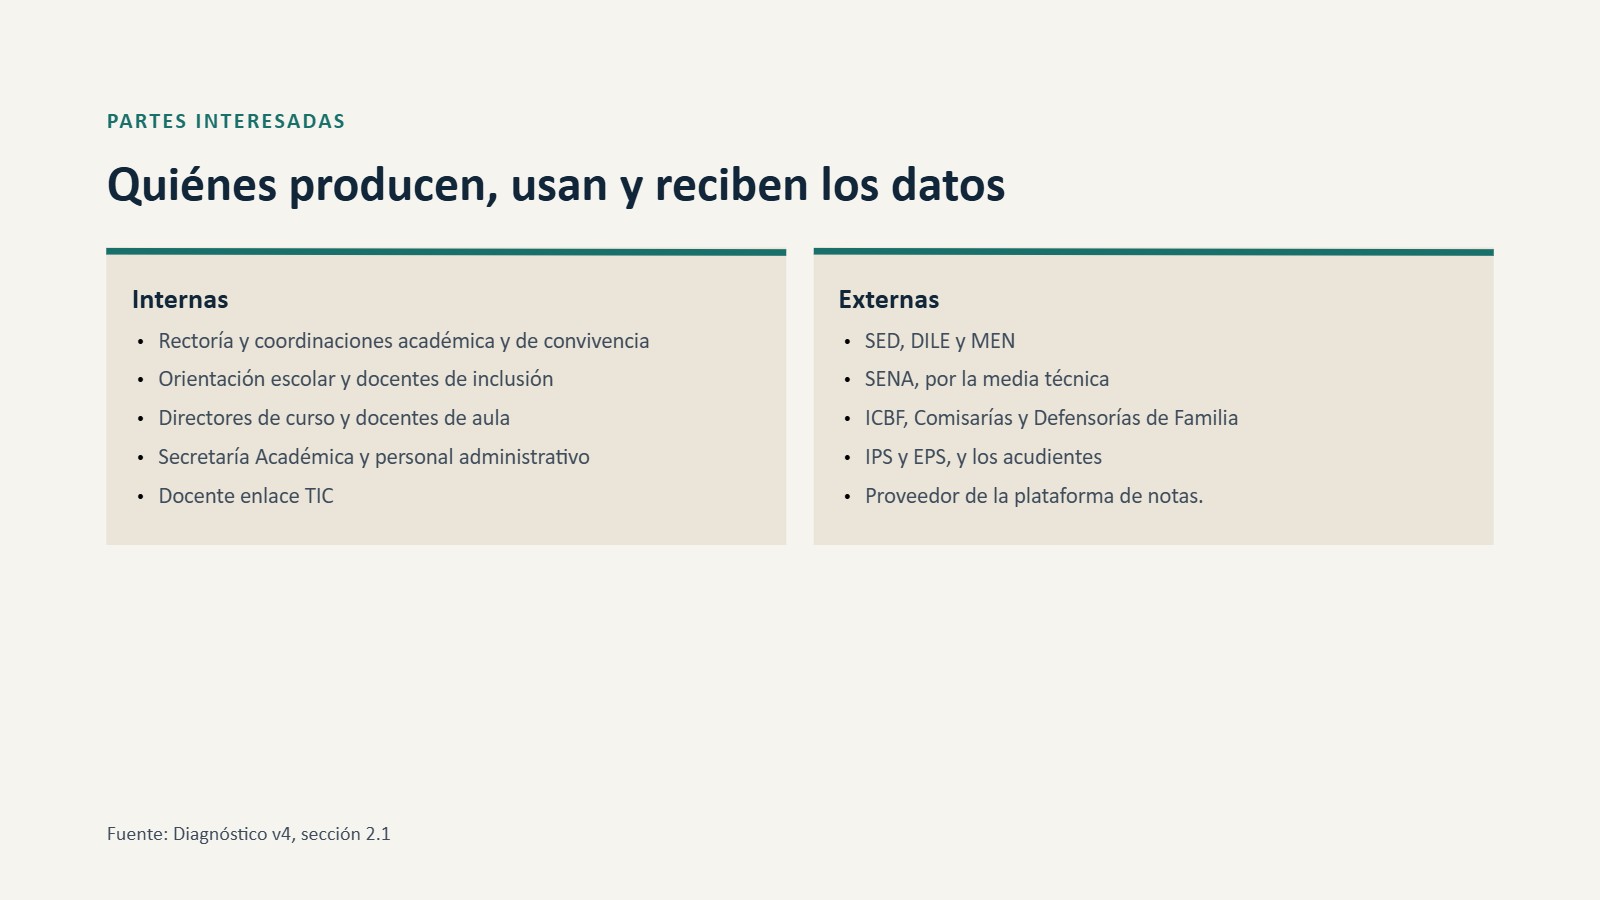 PARTES INTERESADAS
Quiénes producen, usan y reciben los datos
Internas
• Rectoría y coordinaciones académica y de convivencia
• Orientación escolar y docentes de inclusión
• Directores de curso y docentes de aula
• Secretaría Académica y personal administrativo
• Docente enlace TIC
Externas
• SED, DILE y MEN
• SENA, por la media técnica
• ICBF, Comisarías y Defensorías de Familia
• IPS y EPS, y los acudientes
• Proveedor de la plataforma de notas.
Fuente: Diagnóstico v4, sección 2.1